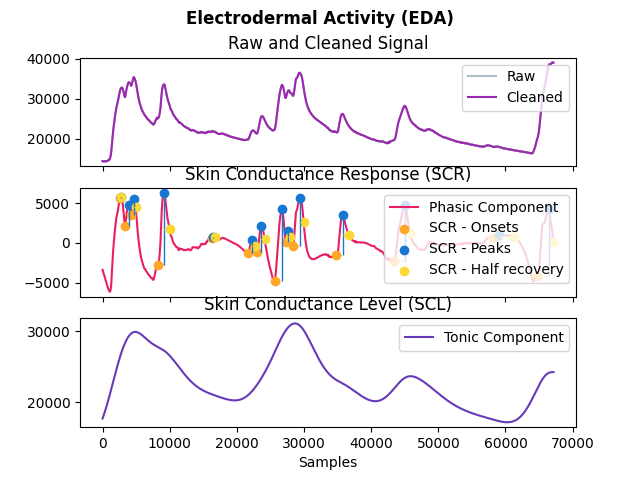 Electrodermal Activity (EDA)
Raw and Cleaned Signal
40000
30000
20000
Raw
Cleaned
Skin Conductance Response (SCR)
5000
0
−5000
Phasic Component
SCR - Onsets
SCR - Peaks
SCR - Half recovery
Skin Conductance Level (SCL)
30000
20000
Tonic Component
0 10000 20000 30000 40000 50000 60000 70000
Samples